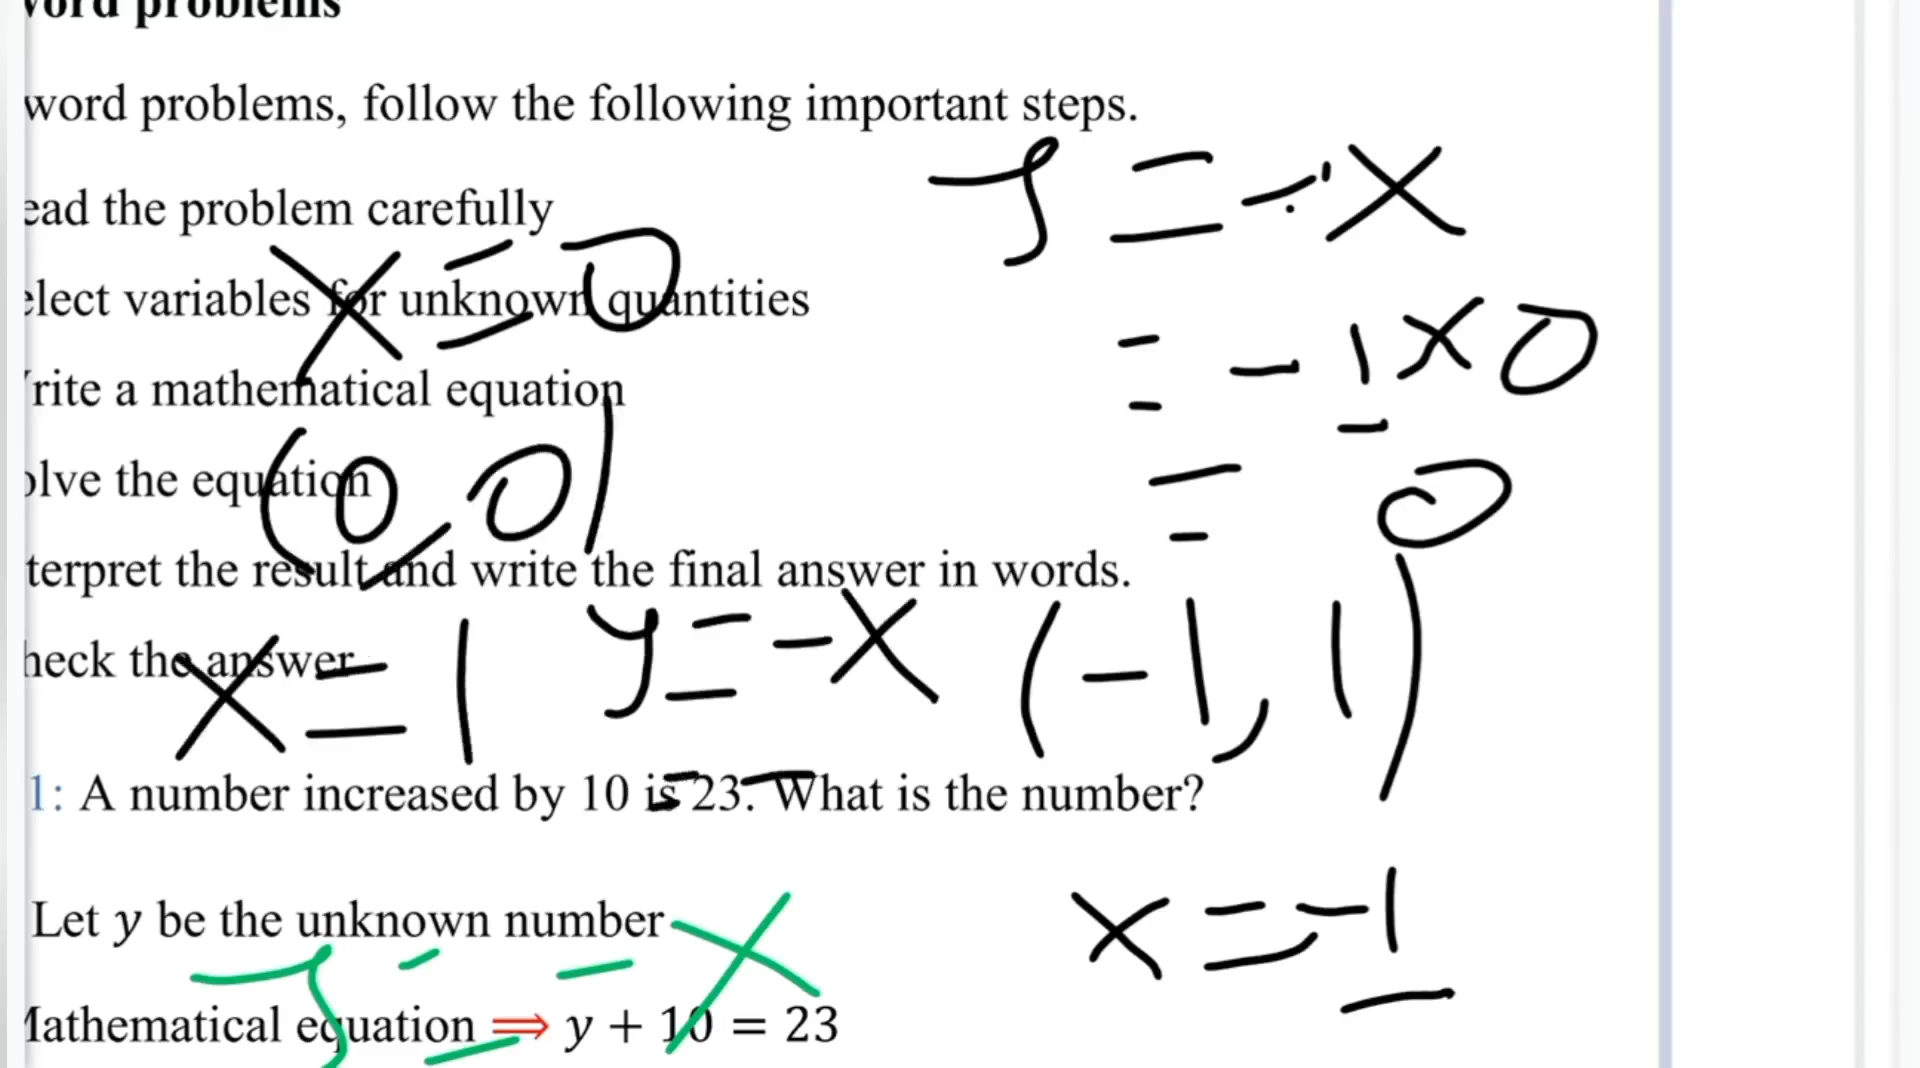 word problems
word problems, follow the following important steps.
y = - x
ead the problem carefully
x = 0
elect variables for unknown quantities
= - 1 x 0
rite a mathematical equation
(0, 0)
= 0
olve the equation
terpret the result and write the final answer in words.
x = 1 y = -x (-1, 1)
heck the answer
1: A number increased by 10 is 23. What is the number?
x = -1
Let y be the unknown number
y = - x
Mathematical equation ⟹ y + 10 = 23